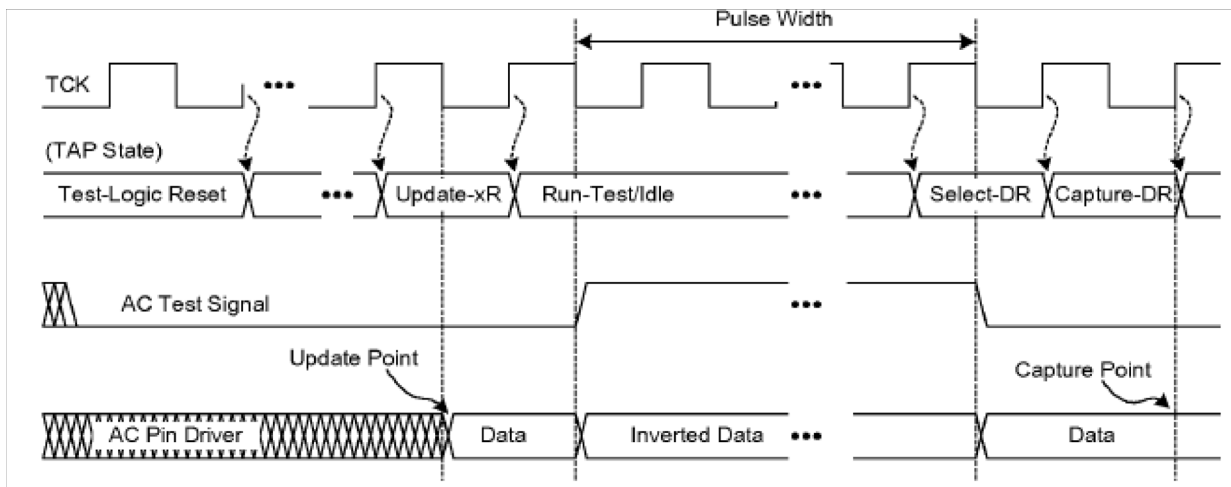 Pulse Width
TCK
(TAP State)
Test-Logic Reset
Update-xR
Run-Test/Idle
Select-DR
Capture-DR
AC Test Signal
Update Point
Capture Point
AC Pin Driver
Data
Inverted Data
Data